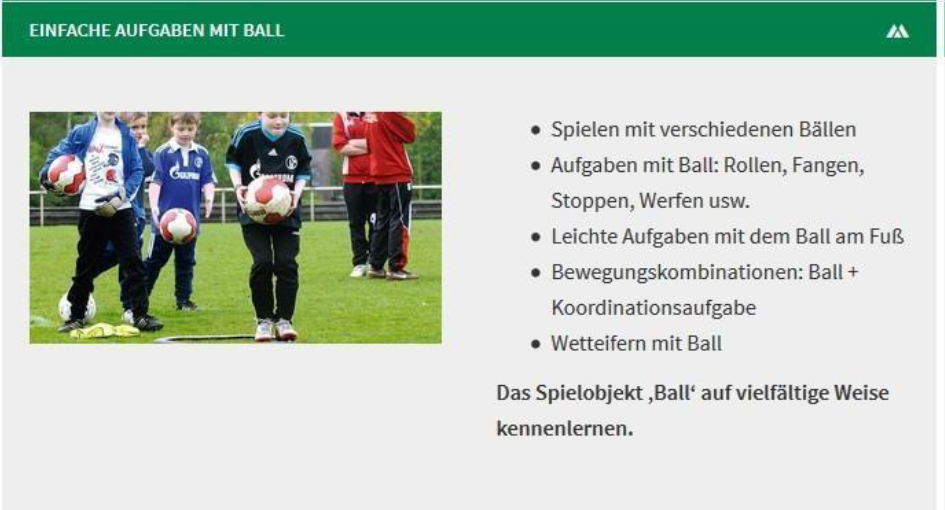 EINFACHE AUFGABEN MIT BALL
• Spielen mit verschiedenen Bällen
• Aufgaben mit Ball: Rollen, Fangen,
Stoppen, Werfen usw.
• Leichte Aufgaben mit dem Ball am Fuß
• Bewegungskombinationen: Ball +
Koordinationsaufgabe
• Wetteifern mit Ball
Das Spielobjekt ‚Ball‘ auf vielfältige Weise
kennenlernen.
GAZPROM